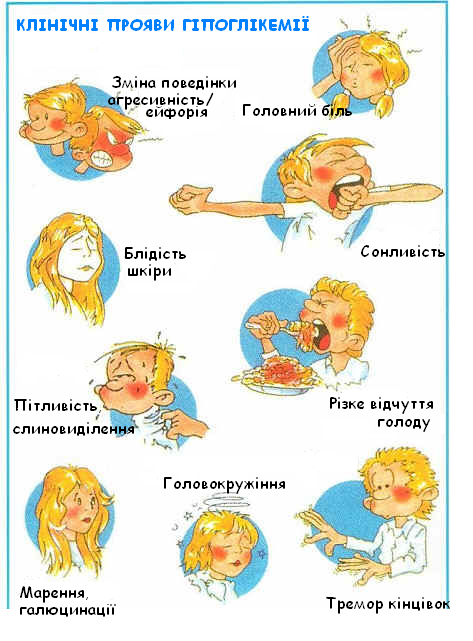 КЛІНІЧНІ ПРОЯВИ ГІПОГЛІКЕМІЇ
Зміна поведінки
агресивність/
ейфорія
Головний біль
Блідість
шкіри
Сонливість
Пітливість,
слиновиділення
Різке відчуття
голоду
Марення,
галюцинації
Головокружіння
Тремор кінцівок